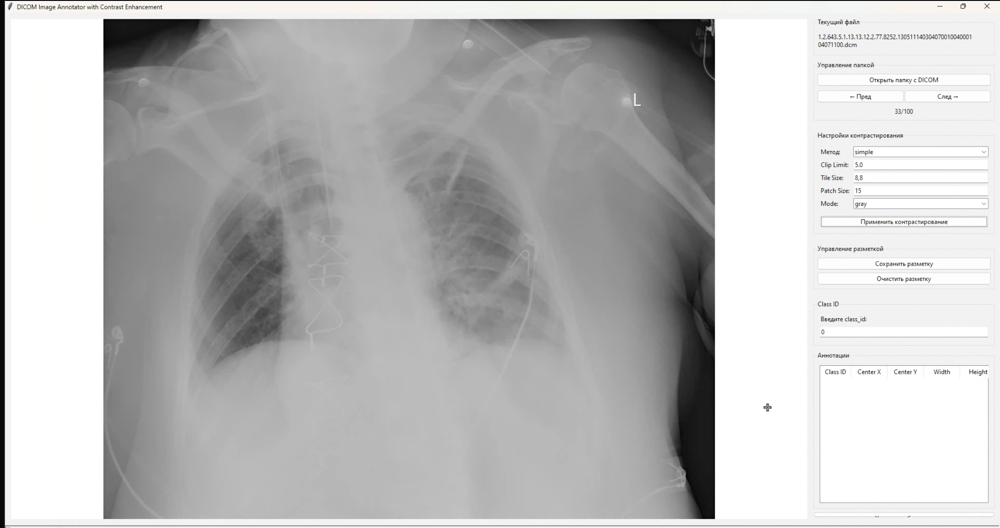 DICOM Image Annotator with Contrast Enhancement
L
Текущий файл
1.2.643.5.1.13.13.12.2.77.8252.130511140304070010040001
04071100.dcm
Управление папкой
Открыть папку с DICOM
← Пред
След →
33/100
Настройки контрастирования
Метод: simple
Clip Limit: 5.0
Tile Size: 8,8
Patch Size: 15
Mode: gray
Применить контрастирование
Управление разметкой
Сохранить разметку
Очистить разметку
Class ID
Введите class_id:
0
Аннотации
Class ID Center X Center Y Width Height